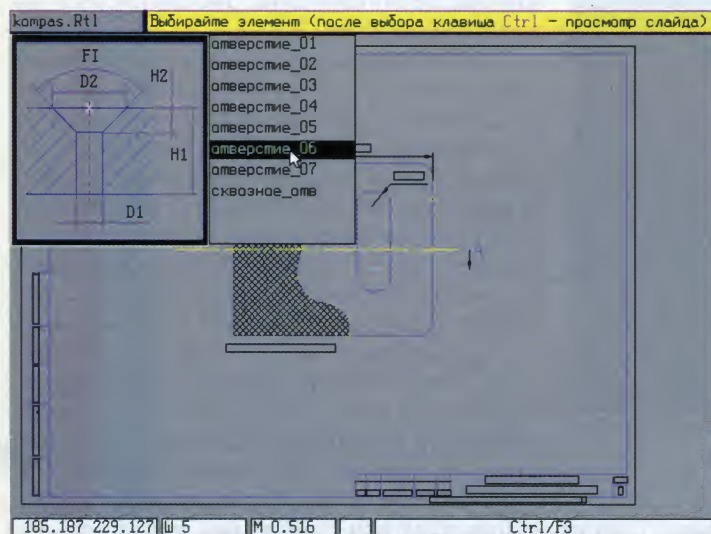 kompas.Rtl
Выбирайте элемент (после выбора клавиша Ctrl - просмотр слайда)
FI
D2
H2
H1
D1
отверстие_01
отверстие_02
отверстие_03
отверстие_04
отверстие_05
отверстие_06
отверстие_07
сквозное_отв
A
185.187 229.127
Ш 5
М 0.516
Ctrl/F3